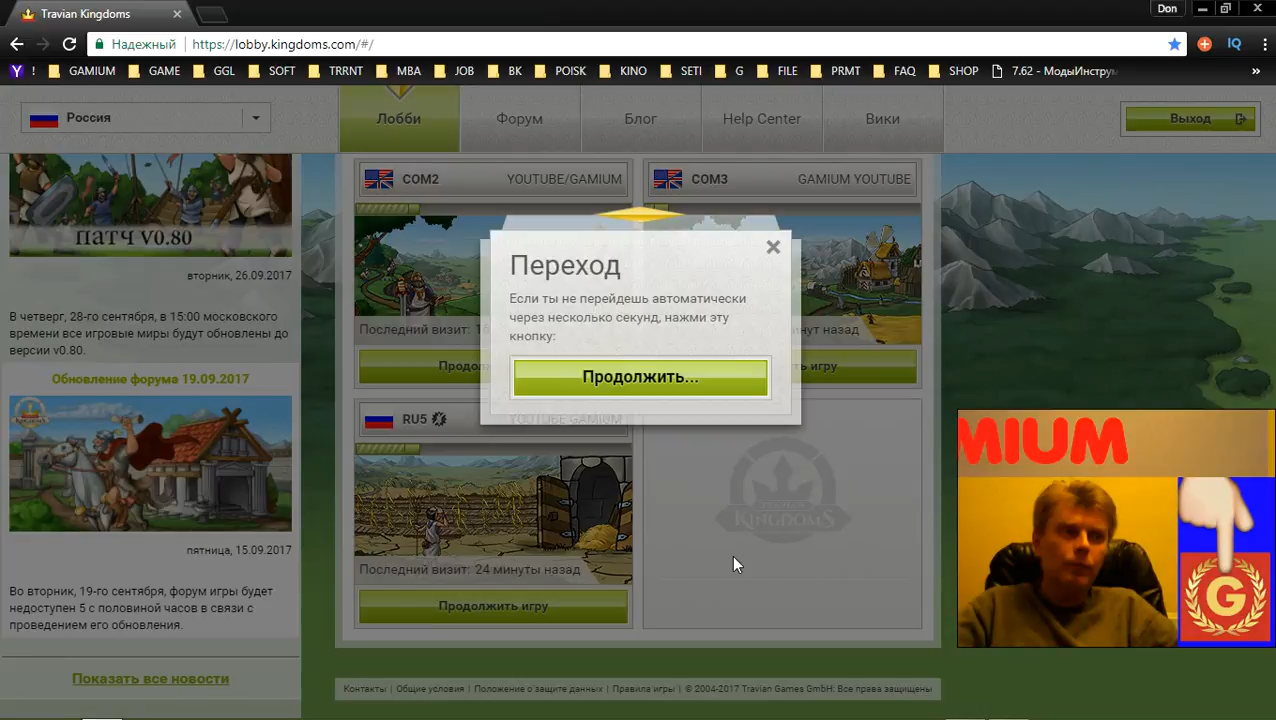 Travian Kingdoms
Don
Надежный
https://lobby.kingdoms.com/#/
IQ
Y ! GAMIUM GAME GGL SOFT TRRNT MBA JOB BK POISK KINO SETI G FILE PRMT FAQ SHOP 7.62 - МодыИнструм »
Россия
Лобби
Форум
Блог
Help Center
Вики
Выход
ПАТЧ V0.80
вторник, 26.09.2017
В четверг, 28-го сентября, в 15:00 московского
времени все игровые миры будут обновлены до
версии v0.80.
Обновление форума 19.09.2017
KINGDOMS
пятница, 15.09.2017
Во вторник, 19-го сентября, форум игры будет
недоступен 5 с половиной часов в связи с
проведением его обновления.
Показать все новости
COM2 YOUTUBE/GAMIUM
Последний визит:
COM3 GAMIUM YOUTUBE
назад
игру
Переход
Если ты не перейдешь автоматически
через несколько секунд, нажми эту
кнопку:
Продолжить...
RU5 YOUTUBE GAMIUM
Последний визит: 24 минуты назад
Продолжить игру
TRAVIAN
KINGDOMS
MIUM
G
Контакты | Общие условия | Положение о защите данных | Правила игры | © 2004-2017 Travian Games GmbH: Все права защищены